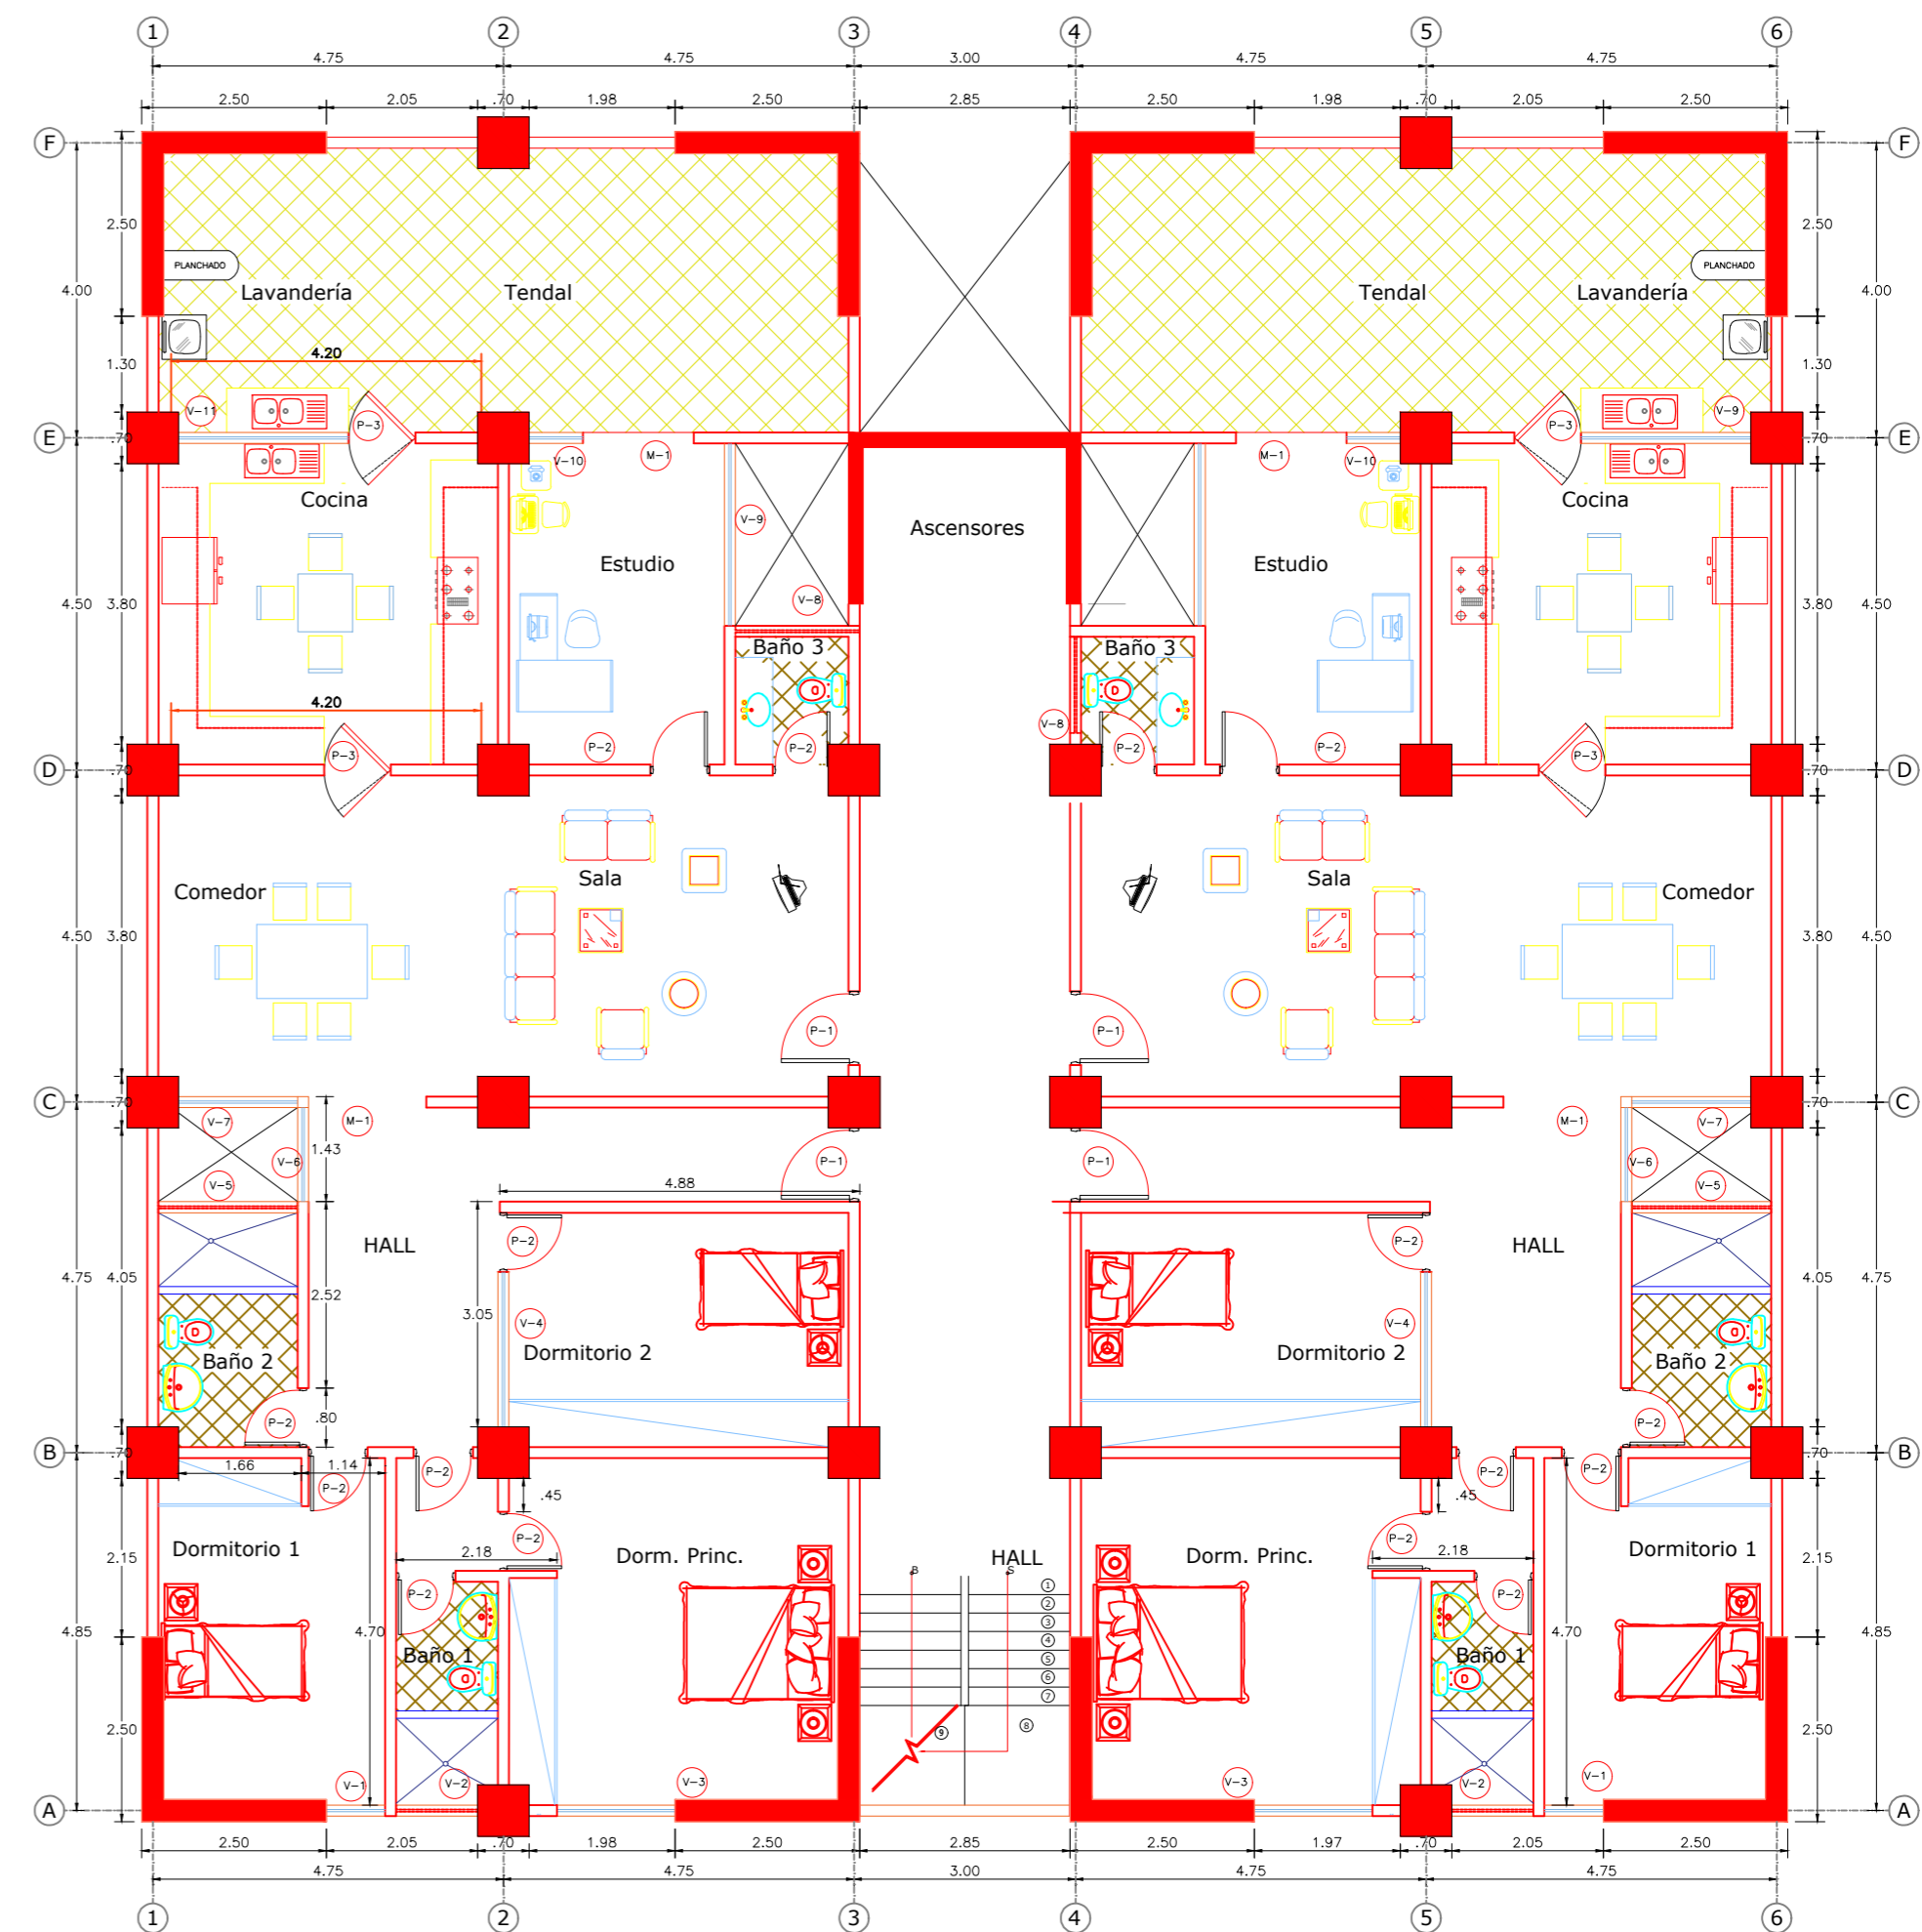 1 2 3 4 5 6
4.75 4.75 3.00 4.75 4.75
2.50 2.05 .70 1.98 2.50 2.85 2.50 1.98 .70 2.05 2.50
F F
2.50 2.50
PLANCHADO PLANCHADO
4.00 Lavandería Tendal Tendal Lavandería 4.00
1.30 4.20 1.30
V-11 P-3 P-3 V-9
E .70 .70 E
V-10 M-1 M-1 V-10
Cocina Cocina
V-9 Ascensores
Estudio Estudio
4.50 3.80 V-8 3.80 4.50
Baño 3 Baño 3
4.20
V-8
P-3 P-2 P-2 P-2 P-2 P-3
D .70 .70 D
Sala Sala
Comedor Comedor
4.50 3.80 3.80 4.50
P-1 P-1
C .70 .70 C
V-7 M-1 M-1 V-7
1.43
V-6 P-1 P-1 V-6
V-5 4.88 V-5
HALL P-2 P-2 HALL
4.75 4.05 2.52 4.05 4.75
3.05 V-4 V-4
Baño 2 Dormitorio 2 Dormitorio 2 Baño 2
P-2 .80 P-2
B .70 .70 B
1.66 1.14 P-2 P-2 P-2 P-2
.45 .45
P-2 P-2
Dormitorio 1 2.18 Dorm. Princ. HALL Dorm. Princ. 2.18 Dormitorio 1
2.15 2.15
B S
1
P-2 2 P-2
3
4.85 4.70 4 4.70 4.85
Baño 1 5 Baño 1
6
7
2.50 9 8 2.50
V-1 V-2 V-3 V-3 V-2 V-1
A A
2.50 2.05 .70 1.98 2.50 2.85 2.50 1.97 .70 2.05 2.50
4.75 4.75 3.00 4.75 4.75
1 2 3 4 5 6